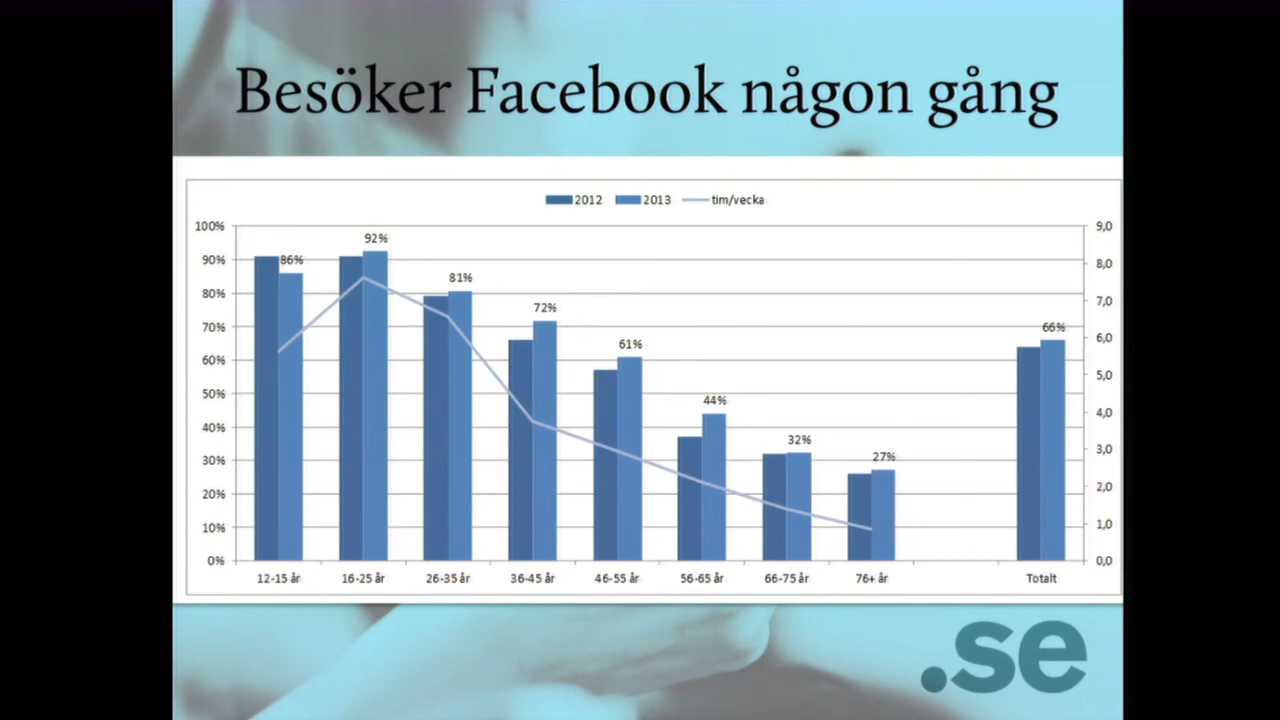 Besöker Facebook någon gång
2012 2013 tim/vecka
100% 9,0
90% 8,0
80% 7,0
70% 6,0
60% 5,0
50% 4,0
40% 3,0
30% 2,0
20% 1,0
10% 0,0
0%
86% 92% 81% 72% 61% 44% 32% 27% 66%
12-15 år 16-25 år 26-35 år 36-45 år 46-55 år 56-65 år 66-75 år 76+ år Totalt
.se